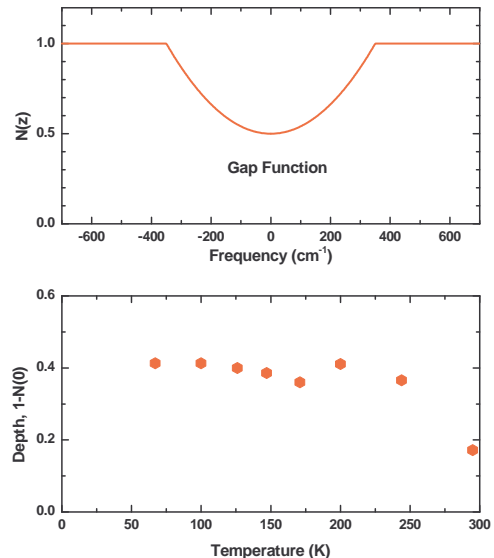 1.0
N(z)
0.5
Gap Function
0.0
-600 -400 -200 0 200 400 600
Frequency (cm-1)
0.6
0.4
Depth, 1-N(0)
0.2
0.0
0 50 100 150 200 250 300
Temperature (K)